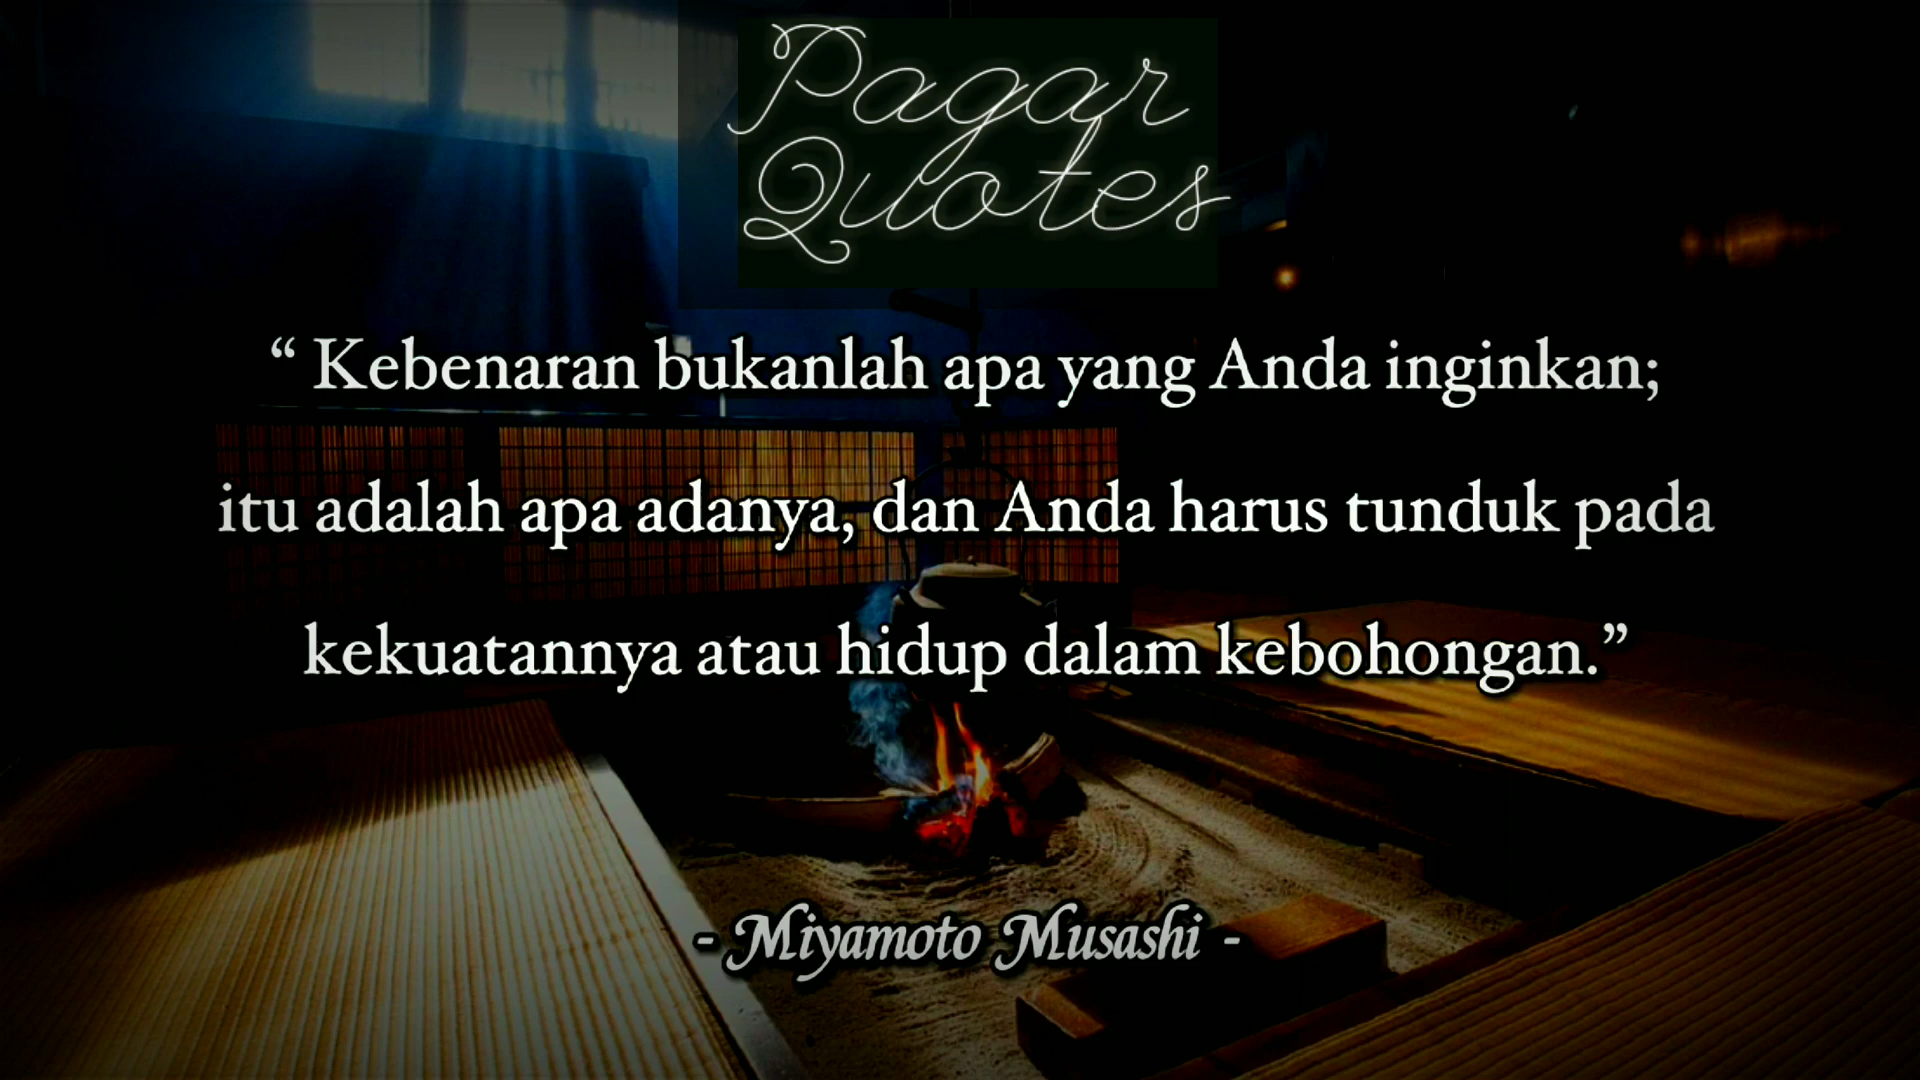 Pagar
Quotes
“ Kebenaran bukanlah apa yang Anda inginkan;
itu adalah apa adanya, dan Anda harus tunduk pada
kekuatannya atau hidup dalam kebohongan.”
- Miyamoto Musashi -